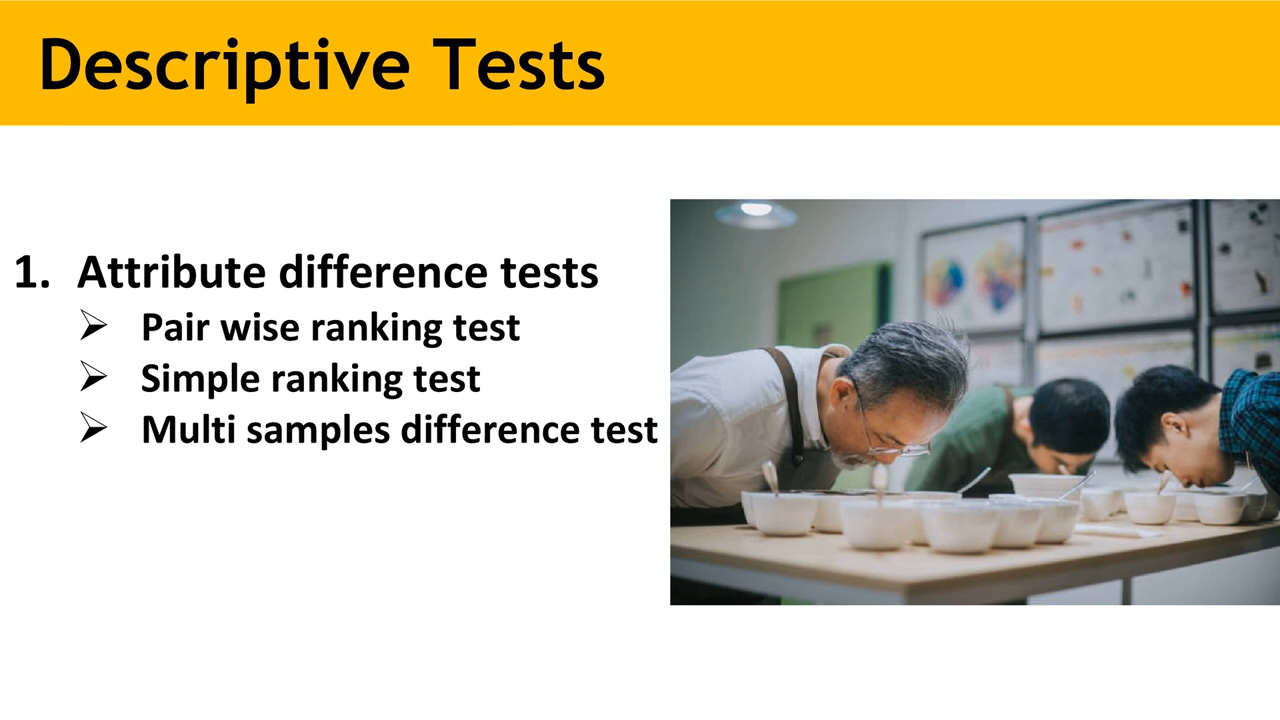 Descriptive Tests
1. Attribute difference tests
➢ Pair wise ranking test
➢ Simple ranking test
➢ Multi samples difference test